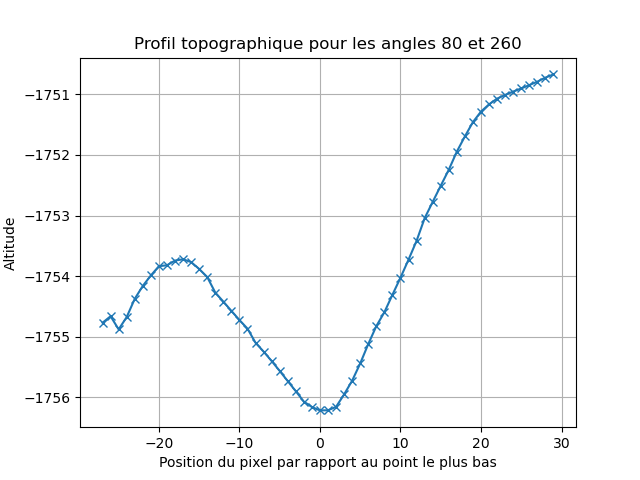 Profil topographique pour les angles 80 et 260
−1751
−1752
−1753
−1754
−1755
−1756
Altitude
−20 −10 0 10 20 30
Position du pixel par rapport au point le plus bas